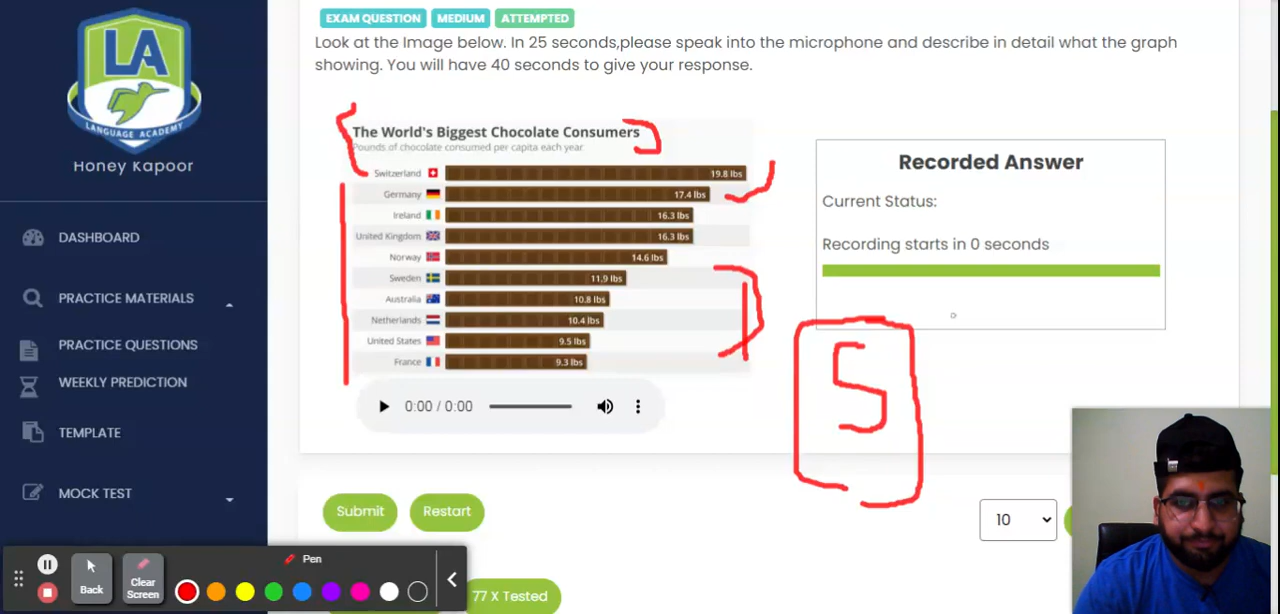 LA
LANGUAGE ACADEMY
Honey Kapoor
DASHBOARD
PRACTICE MATERIALS
PRACTICE QUESTIONS
WEEKLY PREDICTION
TEMPLATE
MOCK TEST
EXAM QUESTION MEDIUM ATTEMPTED
Look at the Image below. In 25 seconds,please speak into the microphone and describe in detail what the graph
showing. You will have 40 seconds to give your response.
The World's Biggest Chocolate Consumers
Pounds of chocolate consumed per capita each year
Switzerland 19.8 lbs
Germany 17.4 lbs
Ireland 16.3 lbs
United Kingdom 16.3 lbs
Norway 14.6 lbs
Sweden 11.9 lbs
Australia 10.8 lbs
Netherlands 10.4 lbs
United States 9.5 lbs
France 9.3 lbs
0:00 / 0:00
Recorded Answer
Current Status:
Recording starts in 0 seconds
5
Submit Restart
10
77 X Tested
Back
Clear
Screen
Pen